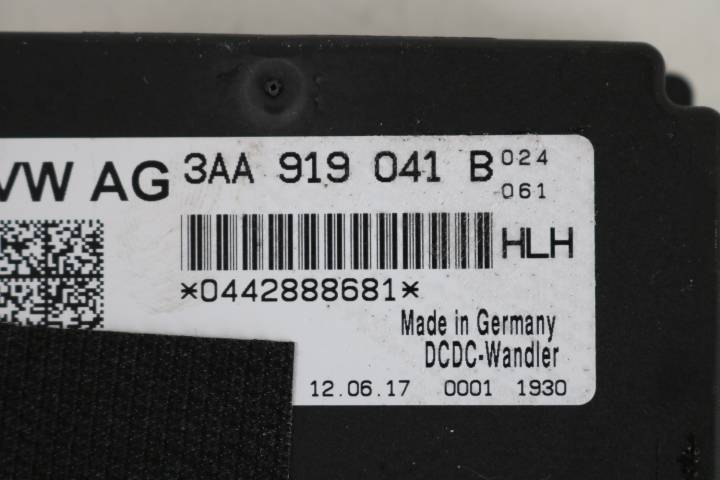 VW AG 3AA 919 041 B 024
061
HLH
*0442888681*
Made in Germany
DCDC-Wandler
12.06.17 0001 1930